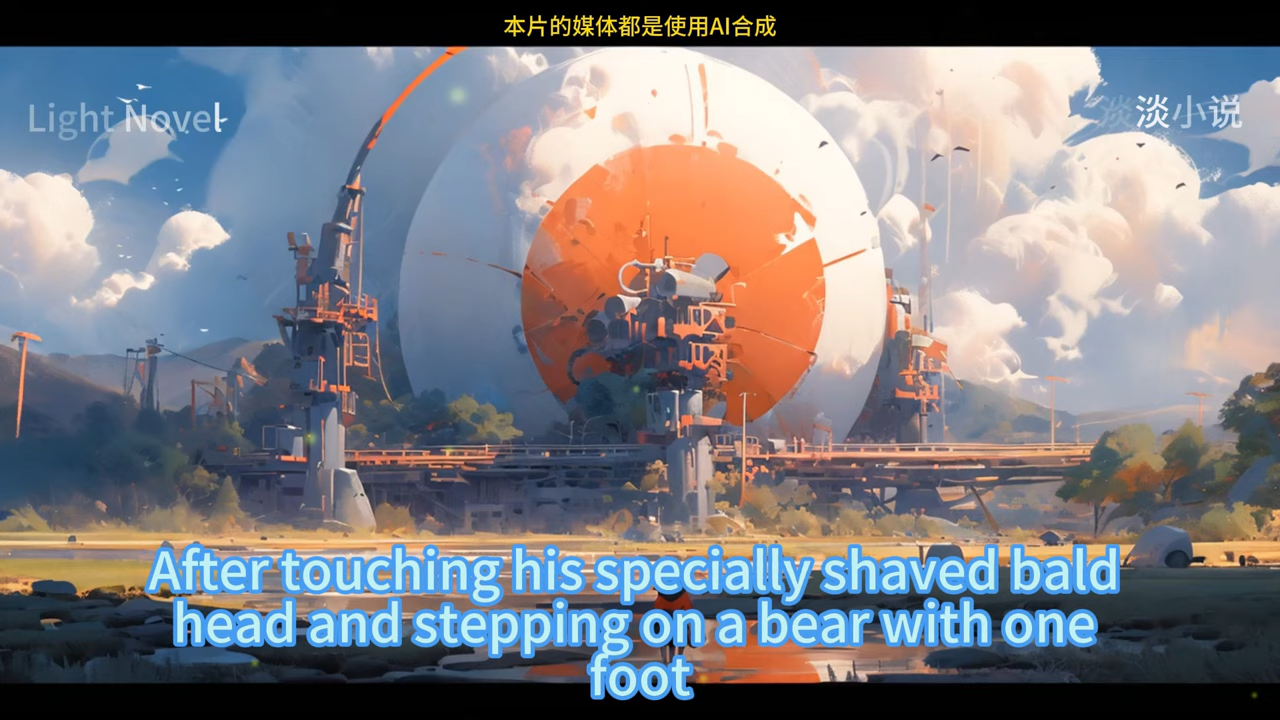 本片的媒体都是使用AI合成
Light Novel
淡淡小说
After touching his specially shaved bald
head and stepping on a bear with one
foot